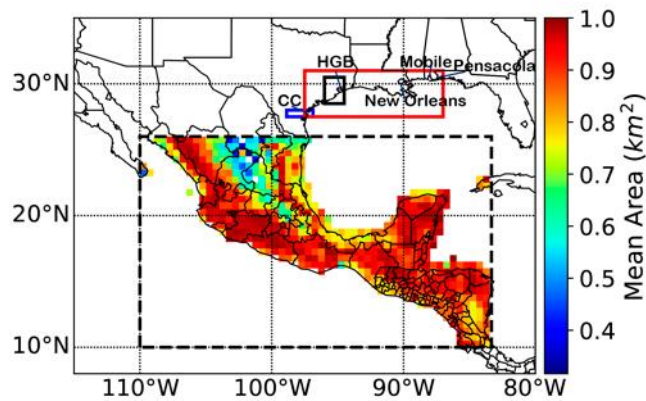 HGB
Mobile
Pensacola
30°N
CC
New Orleans
20°N
10°N
110°W 100°W 90°W 80°W
1.0
0.9
0.8
0.7
0.6
0.5
0.4
Mean Area (km²)